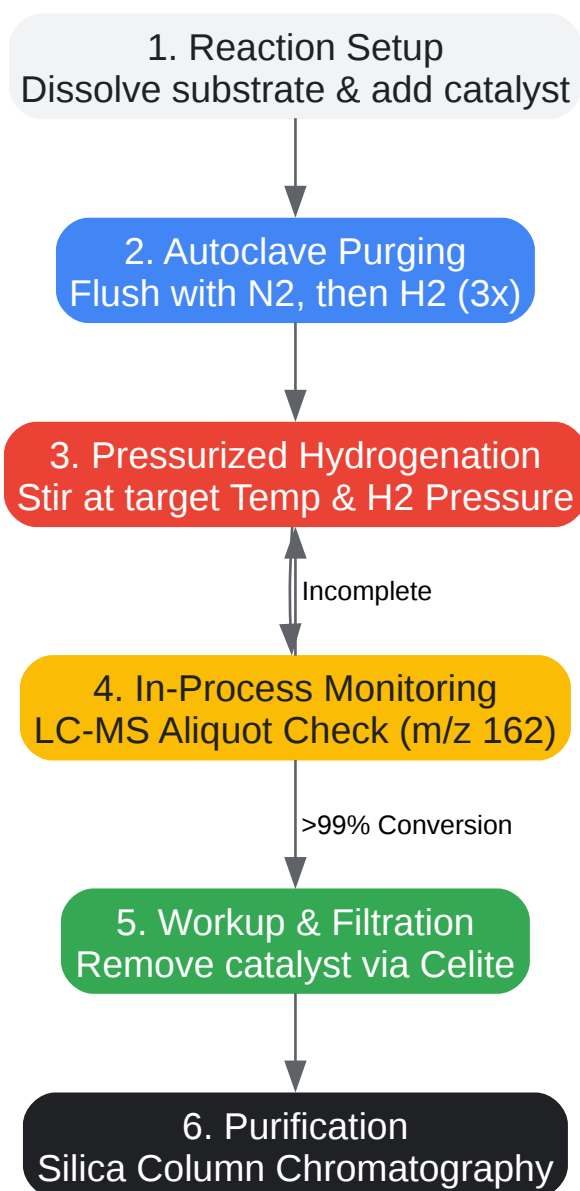 1. Reaction Setup
Dissolve substrate & add catalyst
2. Autoclave Purging
Flush with N2, then H2 (3x)
3. Pressurized Hydrogenation
Stir at target Temp & H2 Pressure
Incomplete
4. In-Process Monitoring
LC-MS Aliquot Check (m/z 162)
>99% Conversion
5. Workup & Filtration
Remove catalyst via Celite
6. Purification
Silica Column Chromatography